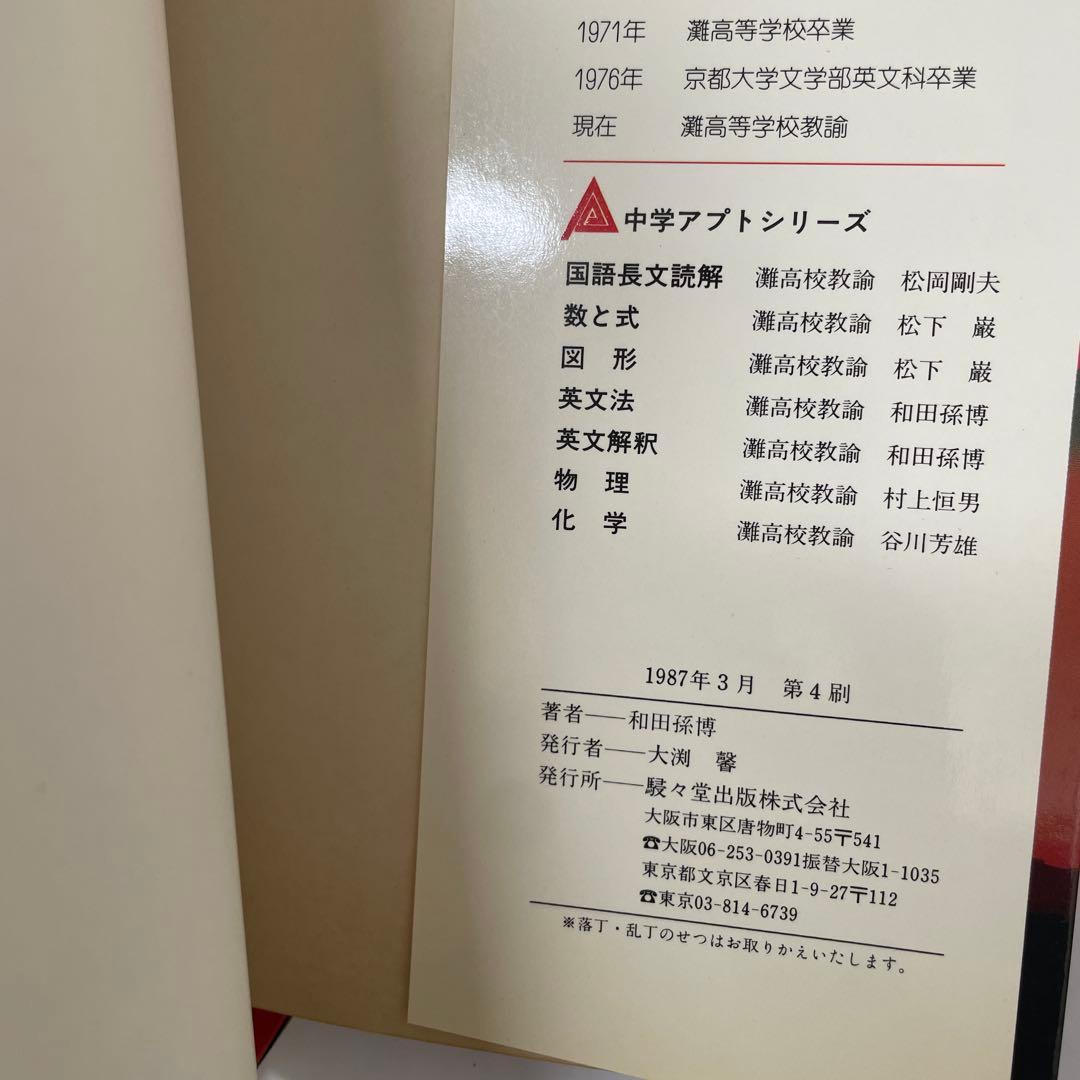 1971年 灘高等学校卒業
1976年 京都大学文学部英文科卒業
現在 灘高等学校教諭
A 中学アプトシリーズ
国語長文読解 灘高校教諭 松岡剛夫
数と式 灘高校教諭 松下 巌
図形 灘高校教諭 松下 巌
英文法 灘高校教諭 和田孫博
英文解釈 灘高校教諭 和田孫博
物理 灘高校教諭 村上恒男
化学 灘高校教諭 谷川芳雄
1987年3月 第4刷
著者――和田孫博
発行者――大渕 馨
発行所――駸々堂出版株式会社
大阪市東区唐物町4-55〒541
☎大阪06-253-0391振替大阪1-1035
東京都文京区春日1-9-27〒112
☎東京03-814-6739
※落丁・乱丁のせつはお取りかえいたします。